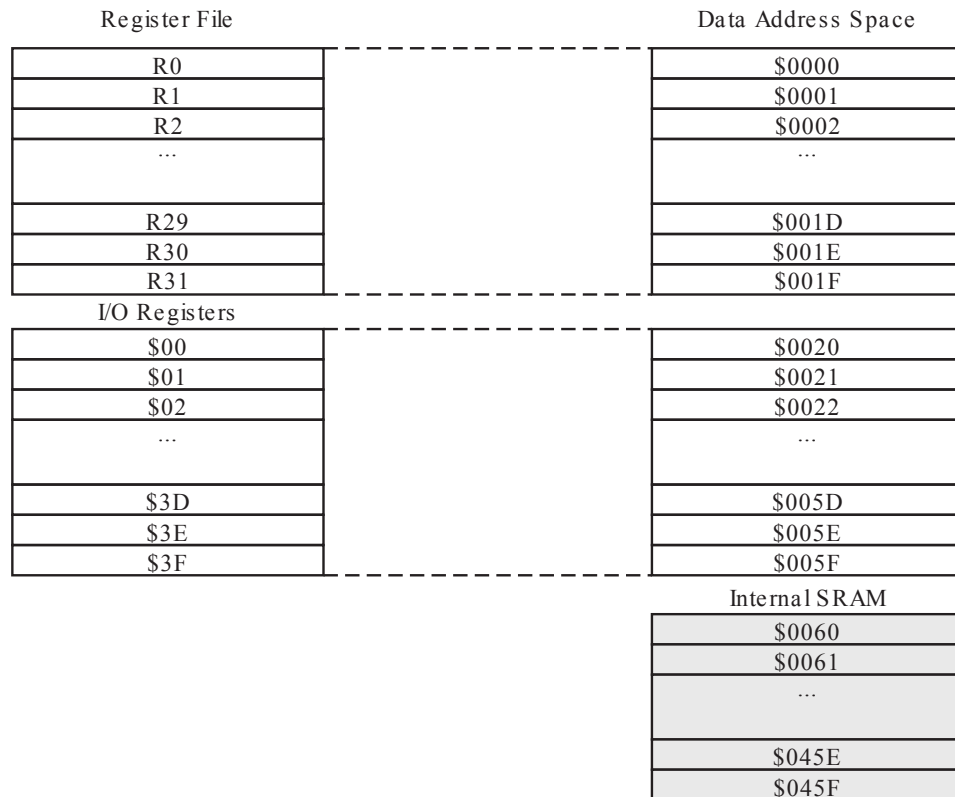 Register File Data Address Space
R0 $0000
R1 $0001
R2 $0002
... ...
R29 $001D
R30 $001E
R31 $001F
I/O Registers
$00 $0020
$01 $0021
$02 $0022
... ...
$3D $005D
$3E $005E
$3F $005F
Internal SRAM
$0060
$0061
...
$045E
$045F